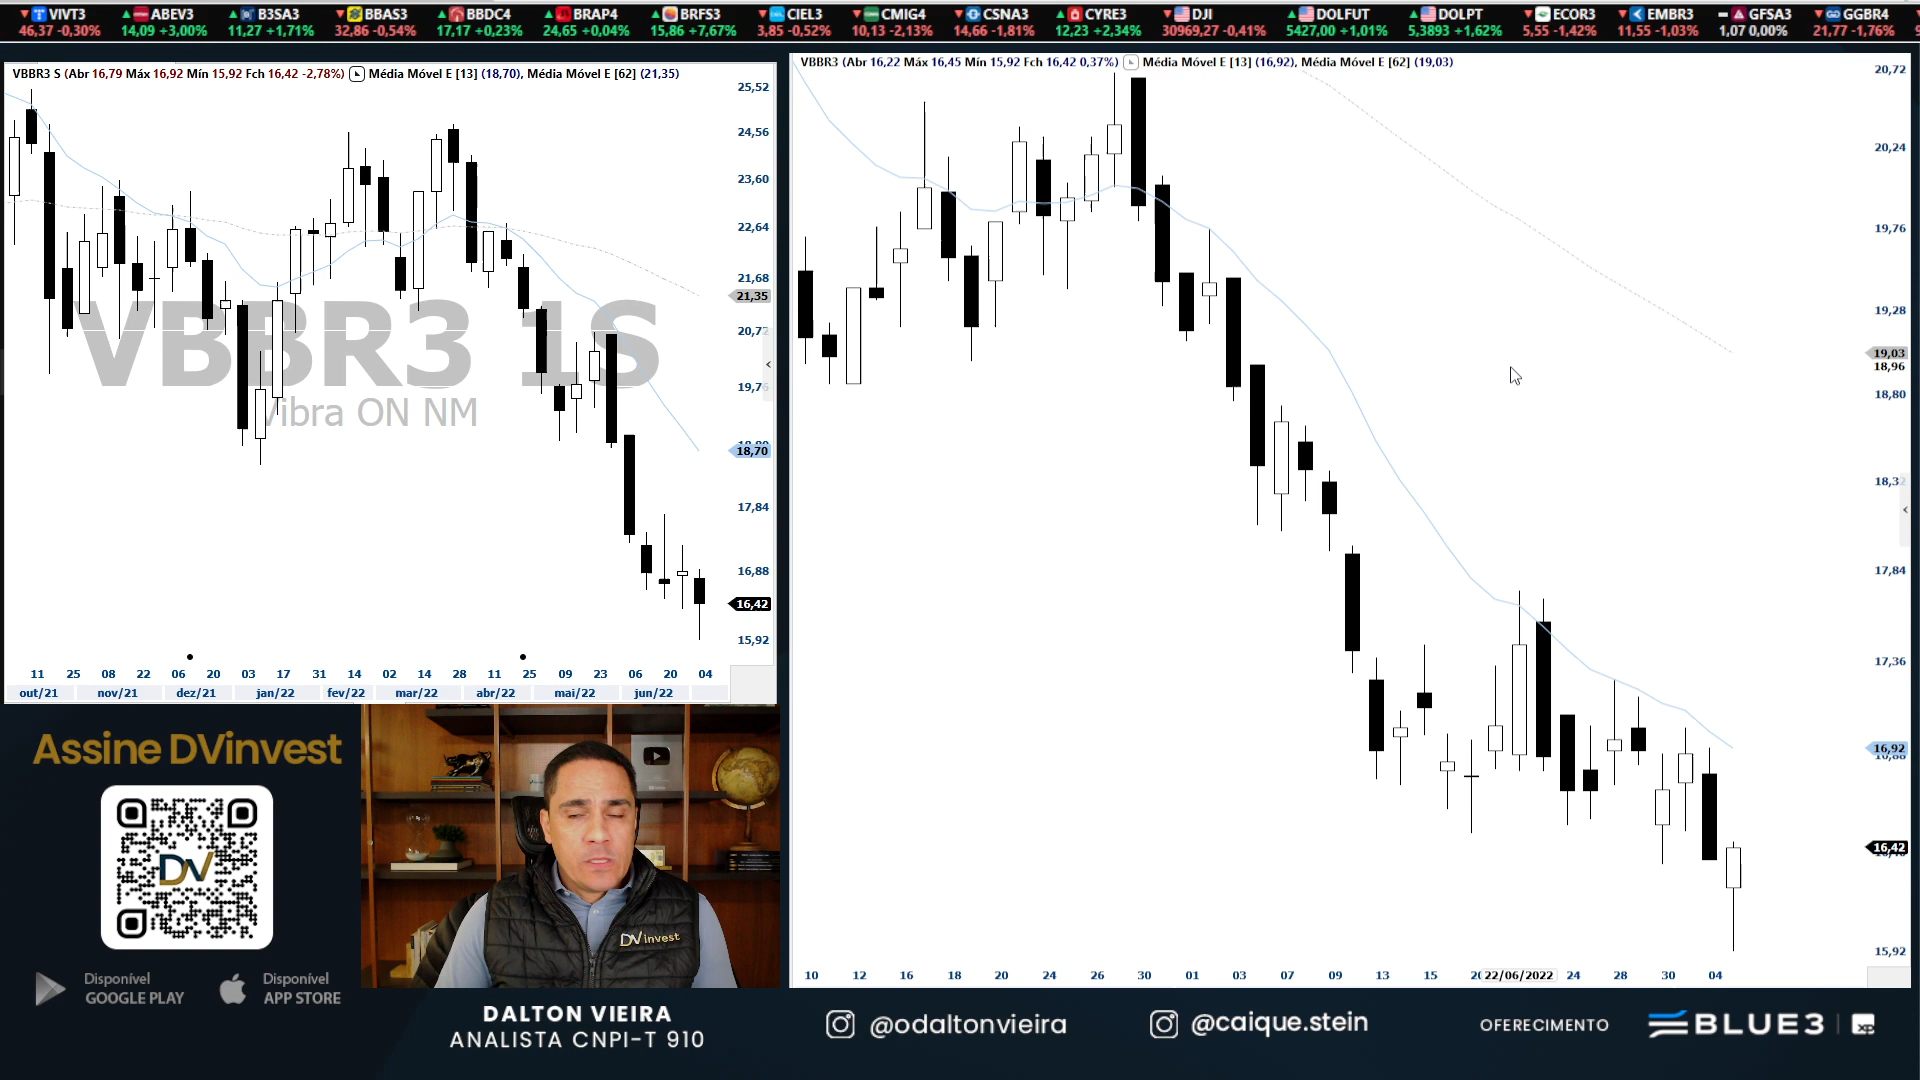 VIVT3 ABEV3 B3SA3 BBAS3 BBDC4 BRAP4 BRFS3 CIEL3 CMIG4 CSNA3 CYRE3 DJI DOLFUT DOLPT ECOR3 EMBR3 GFSA3 GGBR4
46,37 -0,30% 14,09 +3,00% 11,27 +1,71% 32,86 -0,54% 17,17 +0,23% 24,65 +0,04% 15,86 +7,67% 3,85 -0,52% 10,13 -2,13% 14,66 -1,81% 12,23 +2,34% 30969,27 -0,41% 5427,00 +1,01% 5,3893 +1,62% 5,55 -1,42% 11,55 -1,03% 1,07 0,00% 21,77 -1,76%
VBBR3 S (Abr 16,79 Máx 16,92 Mín 15,92 Fch 16,42 -2,78%) Média Móvel E [13] (18,70), Média Móvel E [62] (21,35)
25,52
24,56
23,60
22,64
21,68
21,35
20,72
19,76
18,70
17,84
16,88
16,42
15,92
VBBR3 1S
Vibra ON NM
11 25 08 22 06 20 03 17 31 14 02 14 28 11 25 09 23 06 20 04
out/21 nov/21 dez/21 jan/22 fev/22 mar/22 abr/22 mai/22 jun/22
VBBR3 (Abr 16,22 Máx 16,45 Mín 15,92 Fch 16,42 0,37%) Média Móvel E [13] (16,92), Média Móvel E [62] (19,03)
20,72
20,24
19,76
19,28
19,03
18,96
18,80
18,32
17,84
17,36
16,92
16,42
15,92
10 12 16 18 20 24 26 30 01 03 07 09 13 15 22/06/2022 24 28 30 04
Assine DVinvest
DV
Disponível
GOOGLE PLAY
Disponível
APP STORE
DVinvest
DALTON VIEIRA
ANALISTA CNPI-T 910
@odaltonvieira
@caique.stein
OFERECIMENTO
BLUE3
xp